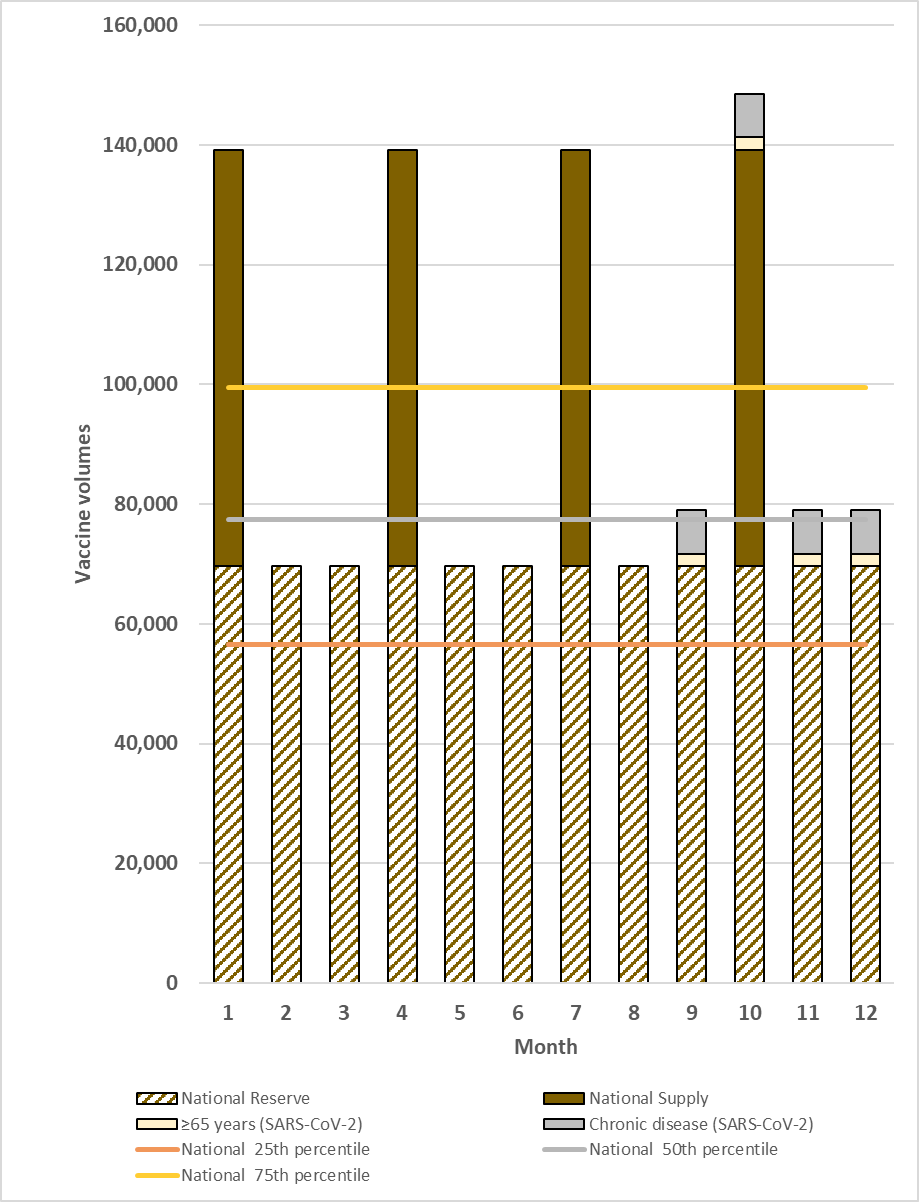 160,000
140,000
120,000
100,000
80,000
60,000
40,000
20,000
0
Vaccine volumes
1 2 3 4 5 6 7 8 9 10 11 12
Month
National Reserve National Supply
≥65 years (SARS-CoV-2) Chronic disease (SARS-CoV-2)
National 25th percentile National 50th percentile
National 75th percentile